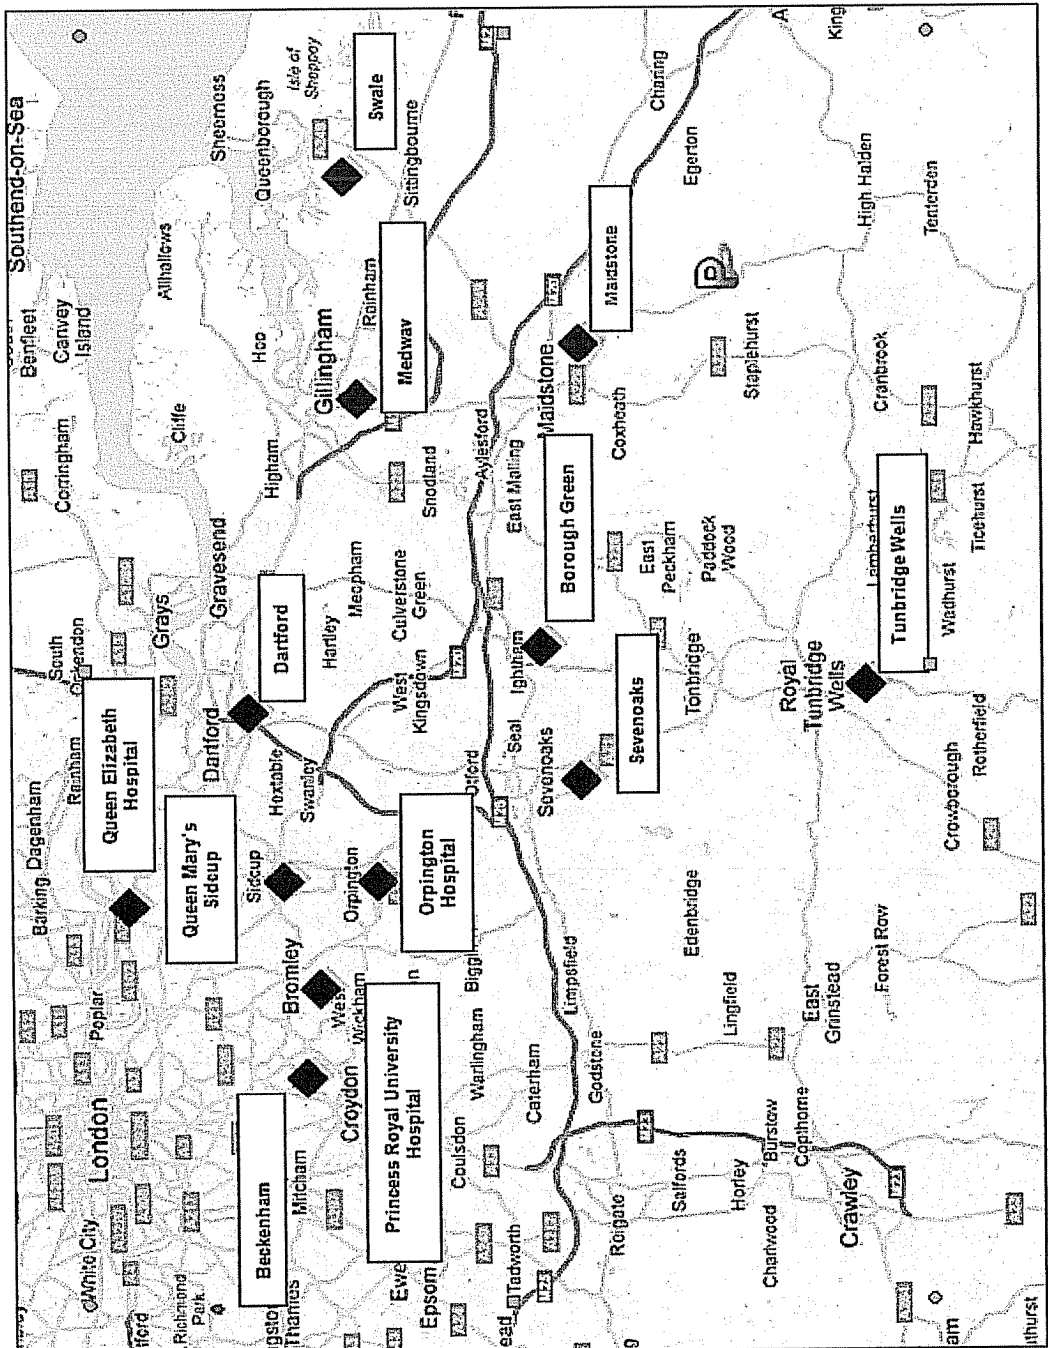 Southend-on-Sea
Benfleet
South
Ockendon
Barking
Dagenham
Corringham
Canvey
Island
White City
London
Poplar
Rainham
Queen Elizabeth
Hospital
Grays
Allhallows
Richmond
Park
Queen Mary's
Sidcup
Dartford
Gravesend
Cliffe
Sheerness
Thames
Mitcham
Beckenham
Bromley
Sidcup
Hextable
Dartford
Higham
Hoo
Queenborough
Isle of
Sheppey
Croydon
West
Wickham
Orpington
Swanley
Hartley
Meopham
Gillingham
Rainham
Swale
Epsom
Princess Royal University
Hospital
Orpington
Hospital
West
Kingsdown
Culverstone
Green
Snodland
Medway
Sittingbourne
Coulsdon
Warlingham
Aylesford
Tadworth
Caterham
Seal
Ightham
East Malling
Sevenoaks
Borough Green
Maidstone
Maidstone
Reigate
Godstone
Limpsfield
Sevenoaks
Coxheath
Charing
Salfords
Edenbridge
Tonbridge
East
Peckham
Paddock
Wood
Egerton
Horley
Lingfield
Staplehurst
Charlwood
Burstow
Copthorne
East
Grinstead
Royal
Tunbridge
Wells
Crawley
Forest Row
Lamberhurst
Tunbridge Wells
Cranbrook
High Halden
Crowborough
Rotherfield
Wadhurst
Ticehurst
Hawkhurst
Tenterden